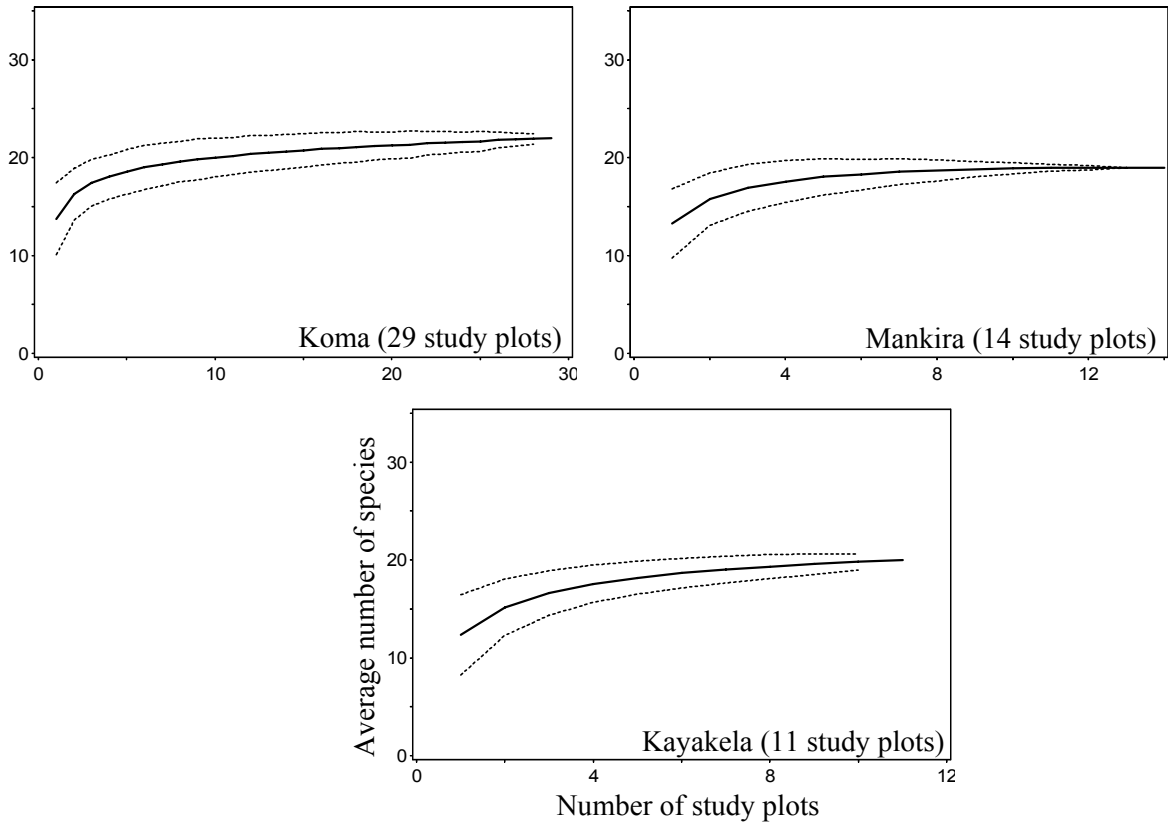 30
20
10
0
Koma (29 study plots)
0 10 20 30
30
20
10
0
Mankira (14 study plots)
0 4 8 12
Average number of species
30
20
10
0
Kayakela (11 study plots)
0 4 8 12
Number of study plots